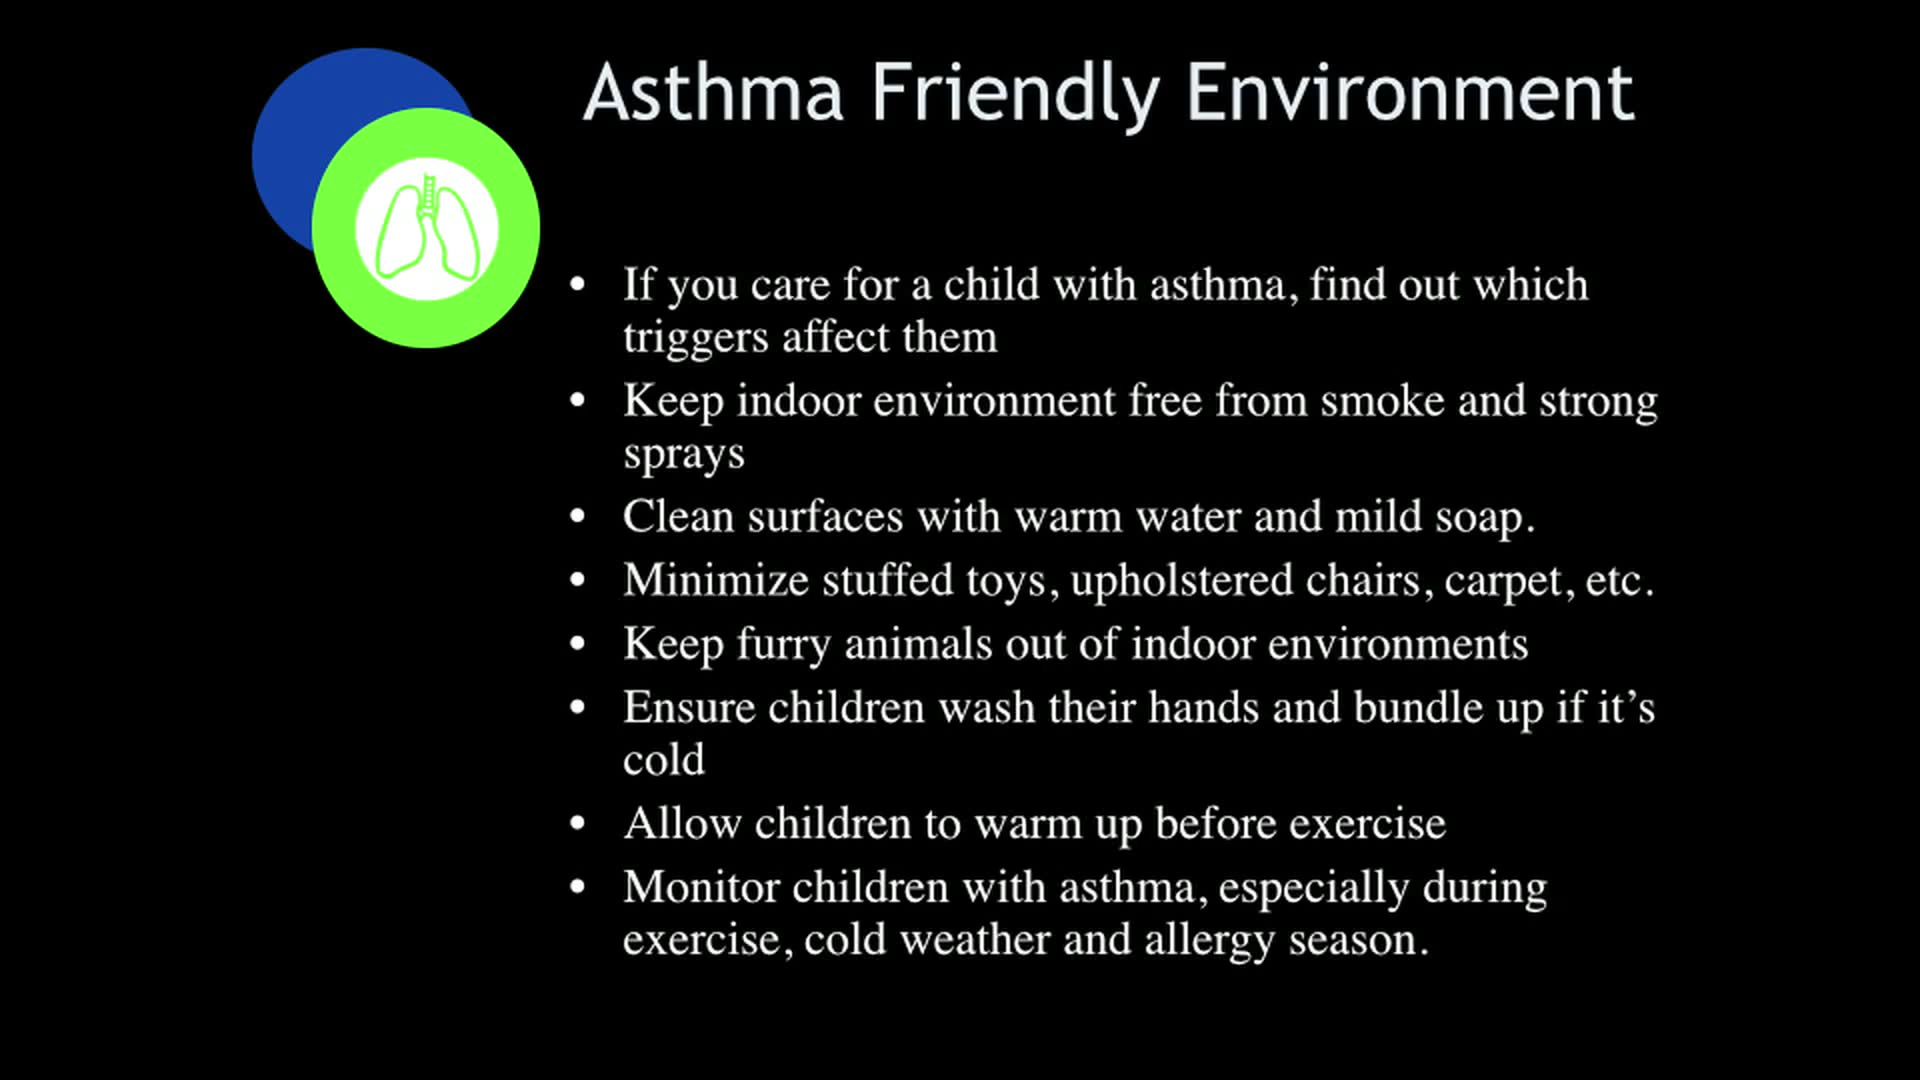 Asthma Friendly Environment
• If you care for a child with asthma, find out which
triggers affect them
• Keep indoor environment free from smoke and strong
sprays
• Clean surfaces with warm water and mild soap.
• Minimize stuffed toys, upholstered chairs, carpet, etc.
• Keep furry animals out of indoor environments
• Ensure children wash their hands and bundle up if it’s
cold
• Allow children to warm up before exercise
• Monitor children with asthma, especially during
exercise, cold weather and allergy season.